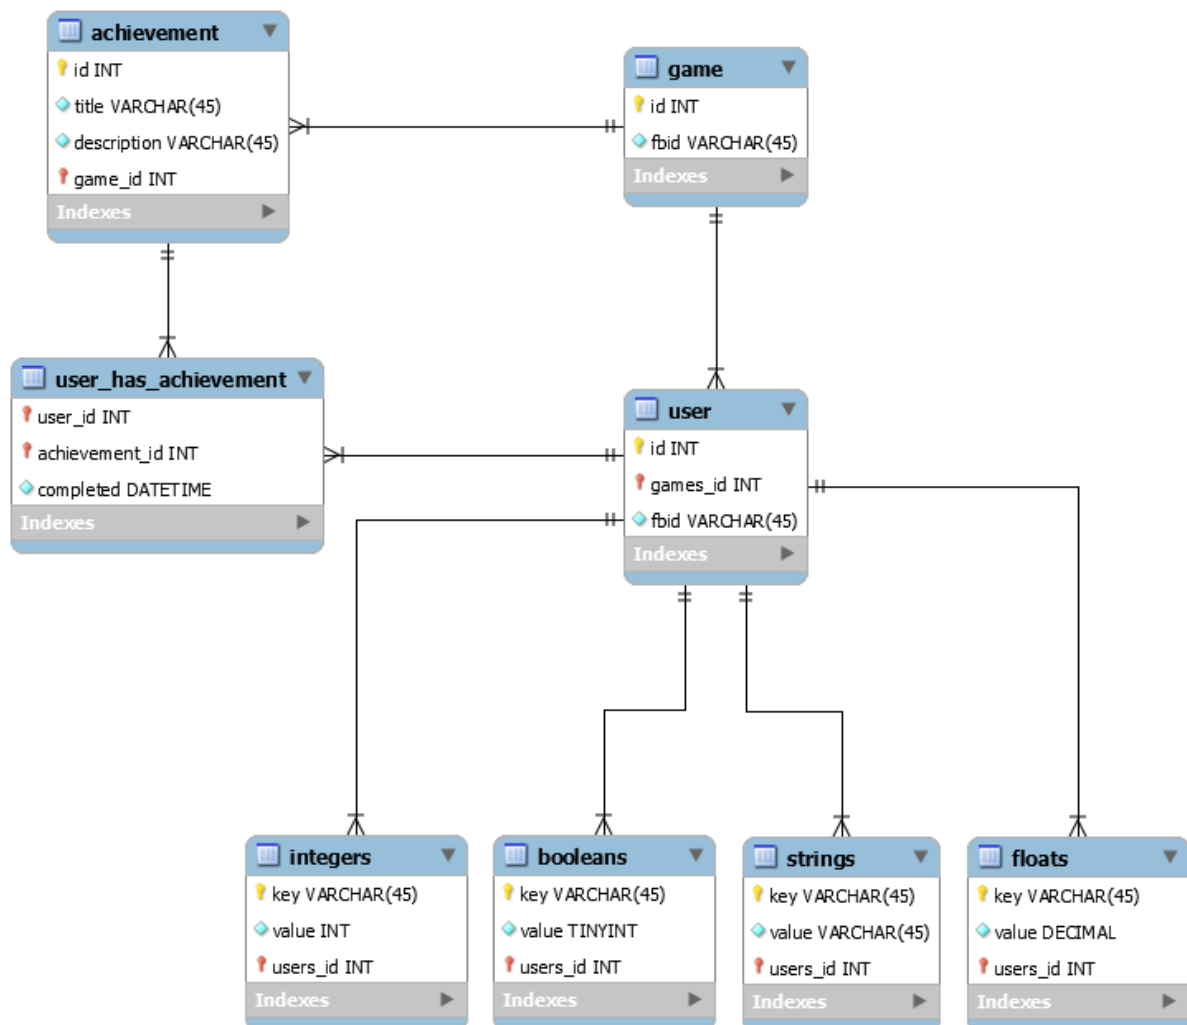 achievement
id INT
title VARCHAR(45)
description VARCHAR(45)
game_id INT
Indexes
game
id INT
fbid VARCHAR(45)
Indexes
user_has_achievement
user_id INT
achievement_id INT
completed DATETIME
Indexes
user
id INT
games_id INT
fbid VARCHAR(45)
Indexes
integers
key VARCHAR(45)
value INT
users_id INT
Indexes
booleans
key VARCHAR(45)
value TINYINT
users_id INT
Indexes
strings
key VARCHAR(45)
value VARCHAR(45)
users_id INT
Indexes
floats
key VARCHAR(45)
value DECIMAL
users_id INT
Indexes